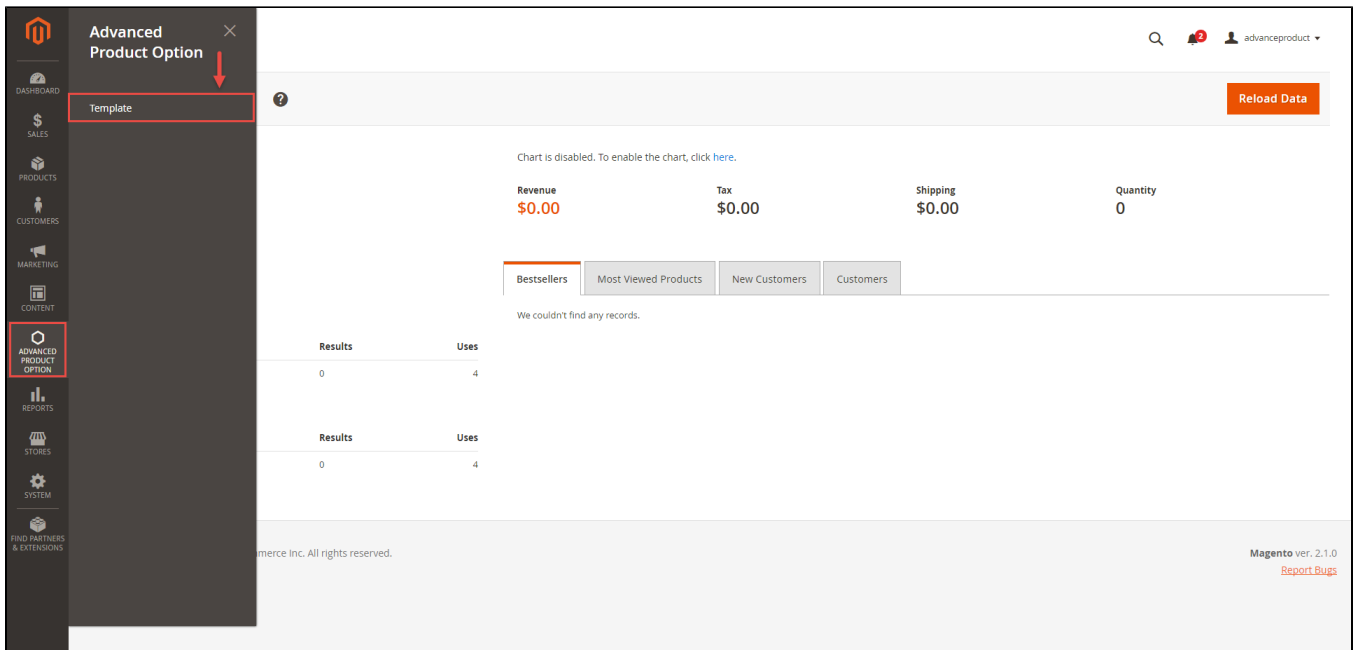 Advanced
Product Option
Template
DASHBOARD
SALES
PRODUCTS
CUSTOMERS
MARKETING
CONTENT
ADVANCED
PRODUCT
OPTION
REPORTS
STORES
SYSTEM
FIND PARTNERS
& EXTENSIONS
2
advanceproduct
?
Reload Data
Chart is disabled. To enable the chart, click here.
Revenue Tax Shipping Quantity
$0.00 $0.00 $0.00 0
Bestsellers Most Viewed Products New Customers Customers
We couldn't find any records.
Results Uses
0 4
Results Uses
0 4
merce Inc. All rights reserved.
Magento ver. 2.1.0
Report Bugs